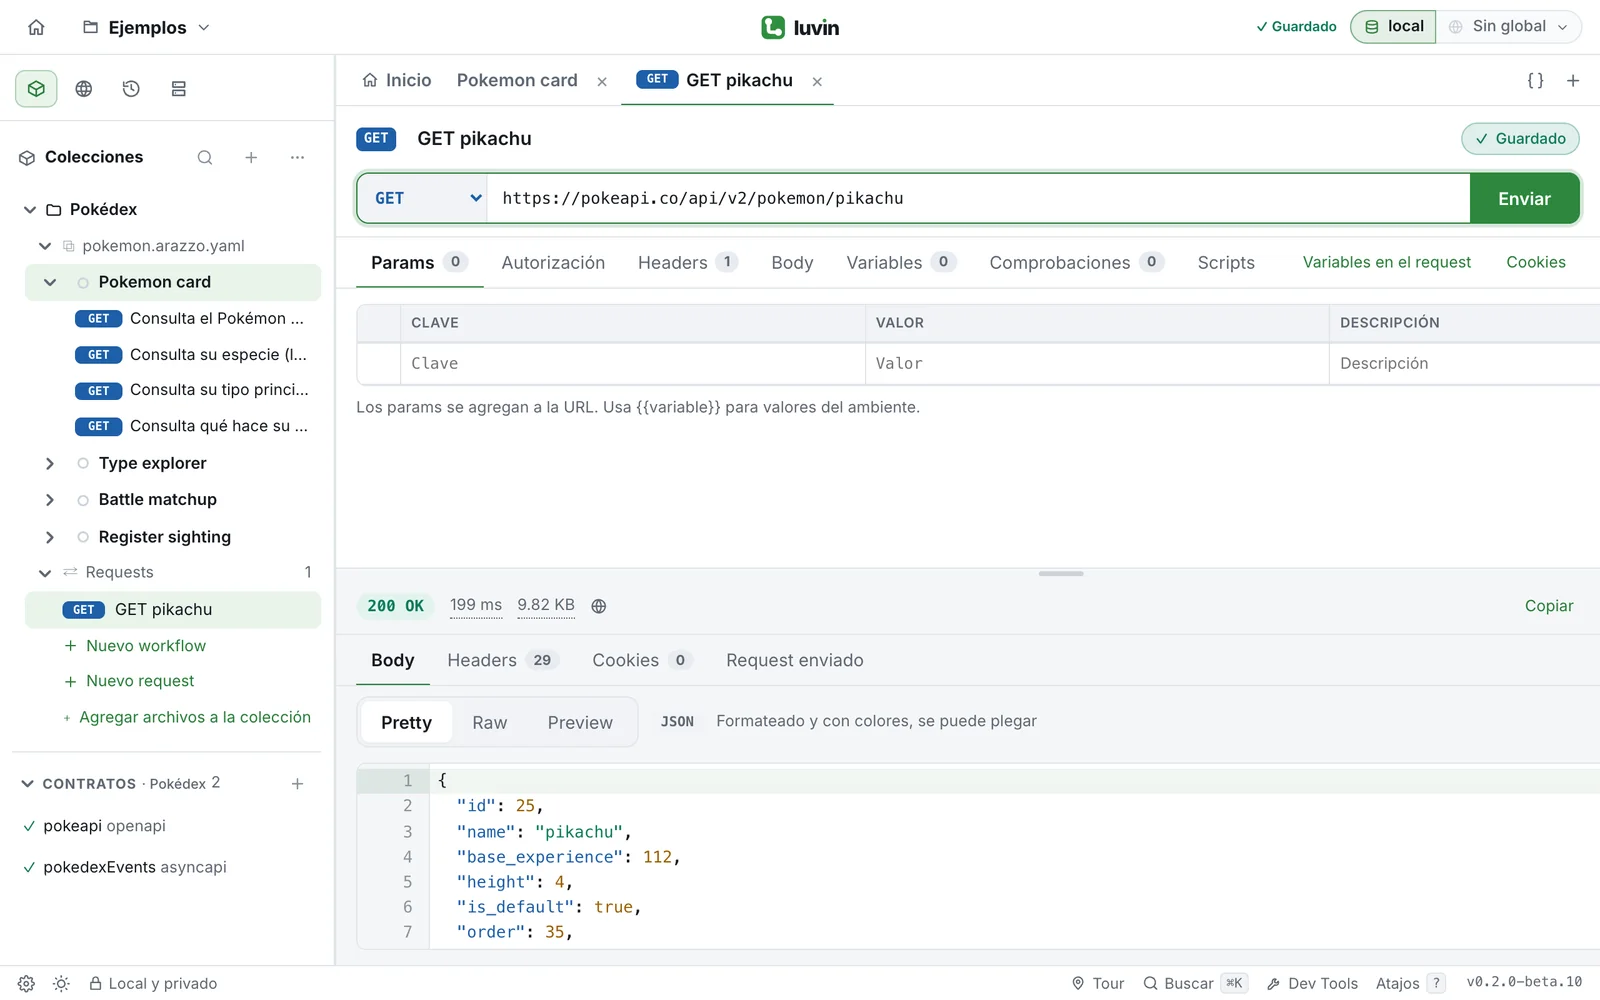 Ejemplos
luvin
Guardado
local
Sin global
Inicio
Pokemon card
GET GET pikachu
{ }
Colecciones
Pokédex
pokemon.arazzo.yaml
Pokemon card
GET Consulta el Pokémon ...
GET Consulta su especie (l...
GET Consulta su tipo princi...
GET Consulta qué hace su ...
Type explorer
Battle matchup
Register sighting
Requests 1
GET GET pikachu
+ Nuevo workflow
+ Nuevo request
+ Agregar archivos a la colección
CONTRATOS · Pokédex 2
pokeapi openapi
pokedexEvents asyncapi
GET GET pikachu
Guardado
GET https://pokeapi.co/api/v2/pokemon/pikachu Enviar
Params 0 Autorización Headers 1 Body Variables 0 Comprobaciones 0 Scripts Variables en el request Cookies
CLAVE VALOR DESCRIPCIÓN
Clave Valor Descripción
Los params se agregan a la URL. Usa {{variable}} para valores del ambiente.
200 OK 199 ms 9.82 KB Copiar
Body Headers 29 Cookies 0 Request enviado
Pretty Raw Preview JSON Formateado y con colores, se puede plegar
1 {
2 "id": 25,
3 "name": "pikachu",
4 "base_experience": 112,
5 "height": 4,
6 "is_default": true,
7 "order": 35,
Local y privado
Tour Buscar ⌘K Dev Tools Atajos ? v0.2.0-beta.10